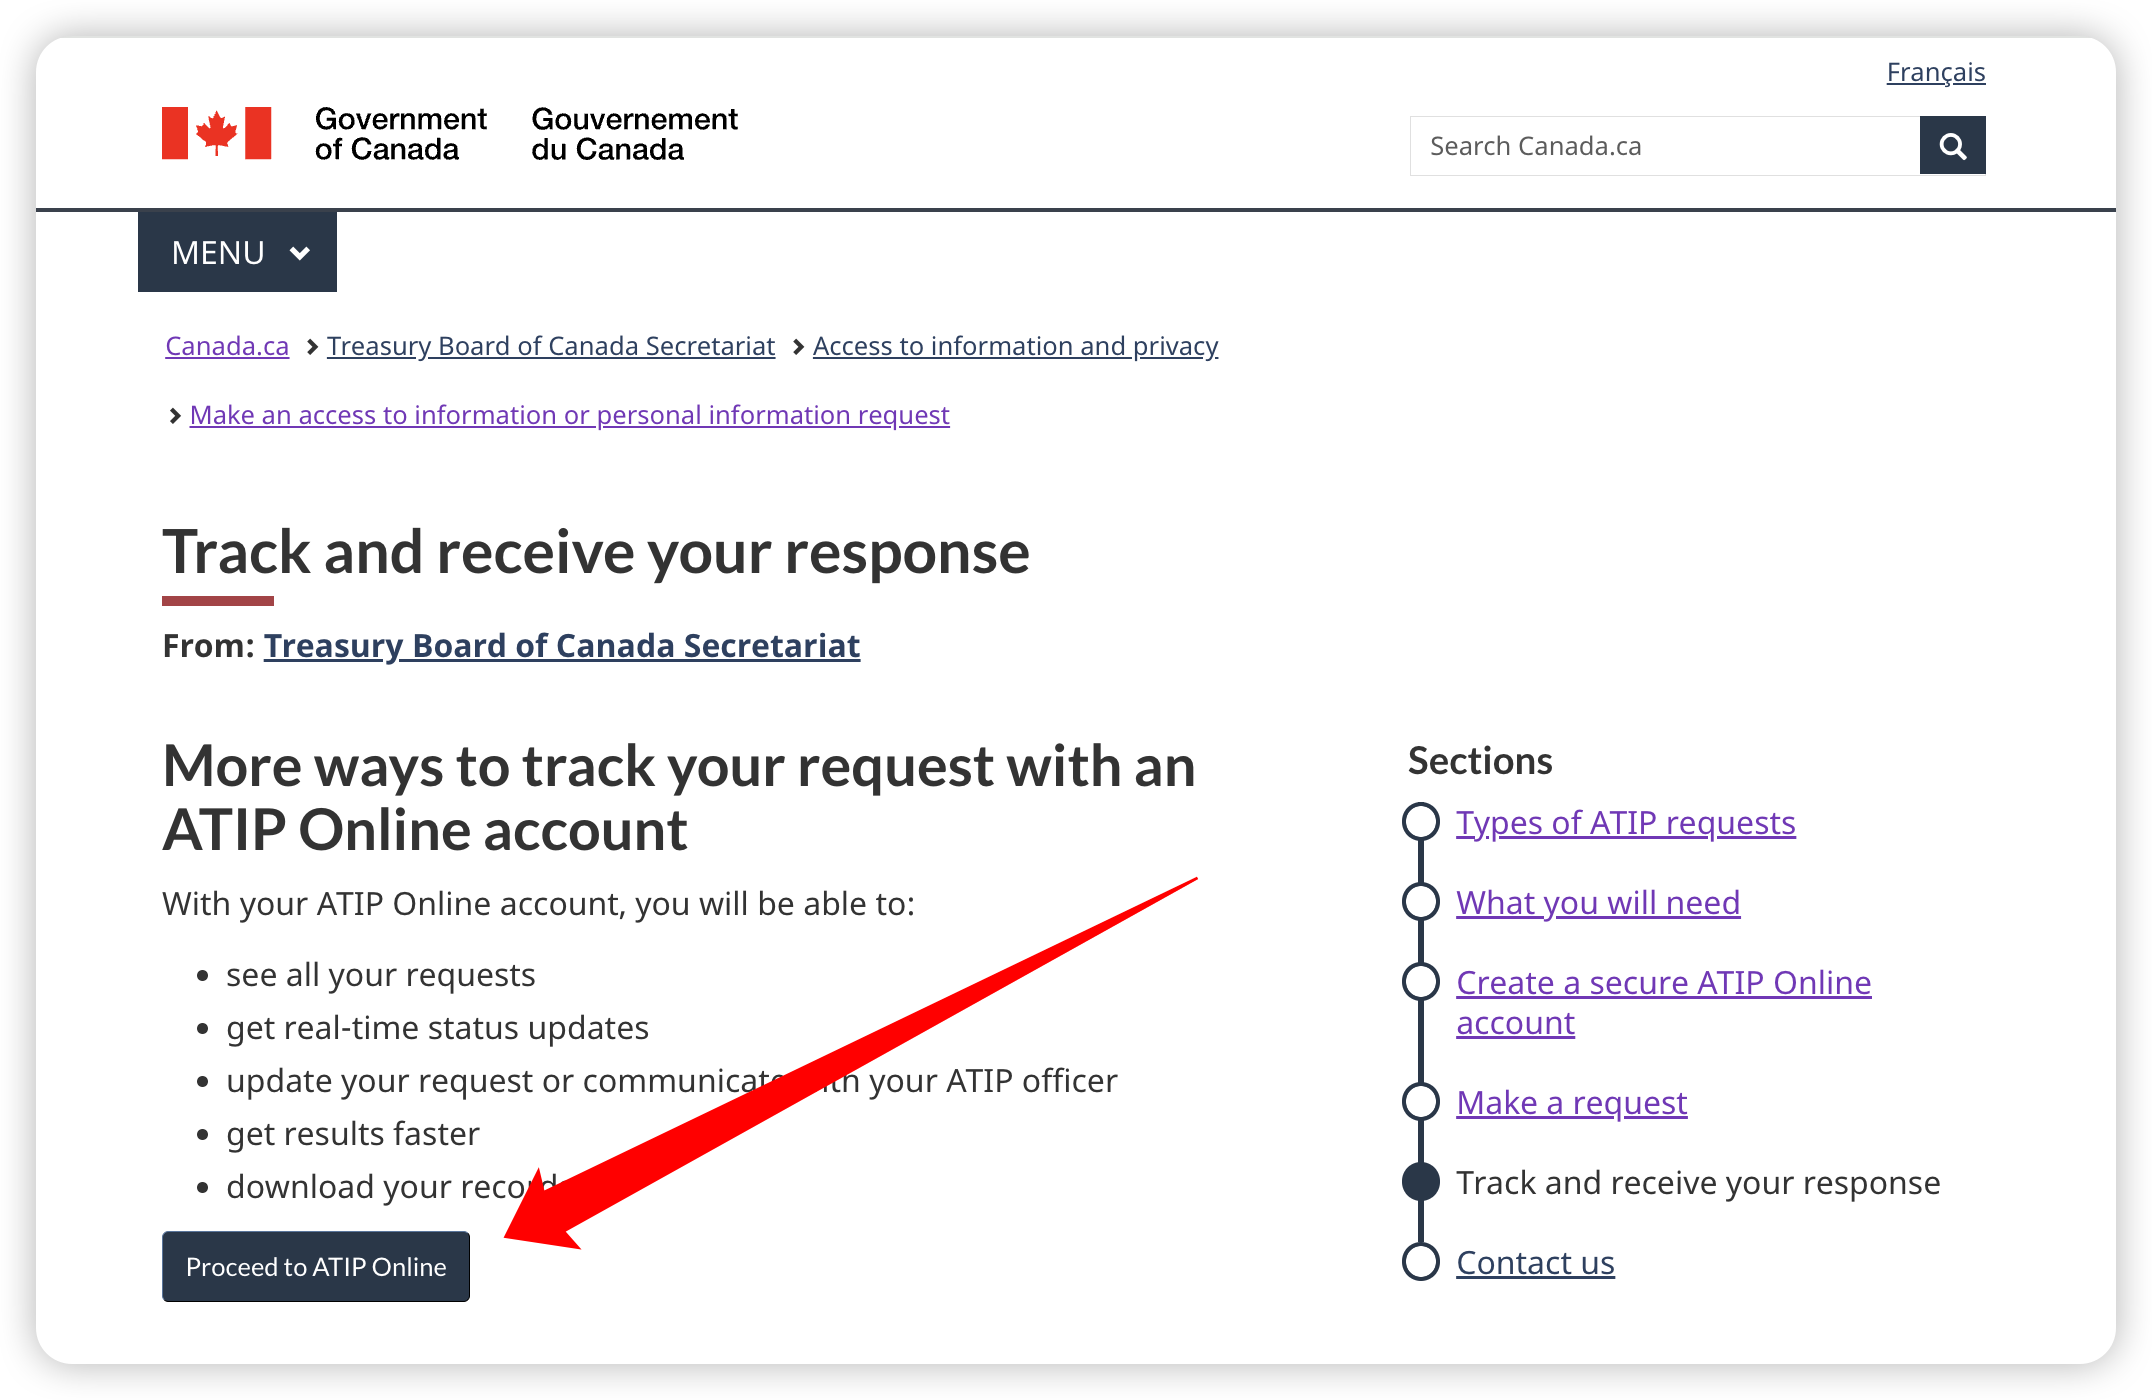 Français
Government of Canada
Gouvernement du Canada
Search Canada.ca
MENU
Canada.ca > Treasury Board of Canada Secretariat > Access to information and privacy
> Make an access to information or personal information request
Track and receive your response
From: Treasury Board of Canada Secretariat
More ways to track your request with an
ATIP Online account
With your ATIP Online account, you will be able to:
• see all your requests
• get real-time status updates
• update your request or communicate with your ATIP officer
• get results faster
• download your records
Proceed to ATIP Online
Sections
Types of ATIP requests
What you will need
Create a secure ATIP Online
account
Make a request
Track and receive your response
Contact us